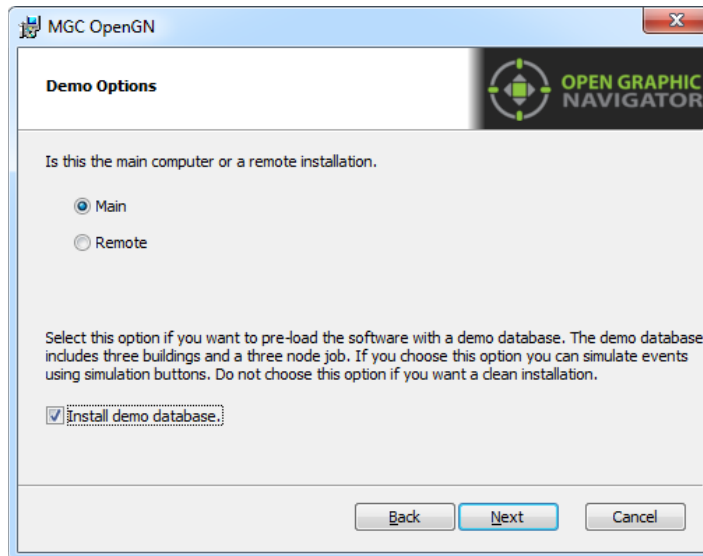 MGC OpenGN
Demo Options
OPEN GRAPHIC
NAVIGATOR
Is this the main computer or a remote installation.
Main
Remote
Select this option if you want to pre-load the software with a demo database. The demo database
includes three buildings and a three node job. If you choose this option you can simulate events
using simulation buttons. Do not choose this option if you want a clean installation.
Install demo database.
Back
Next
Cancel